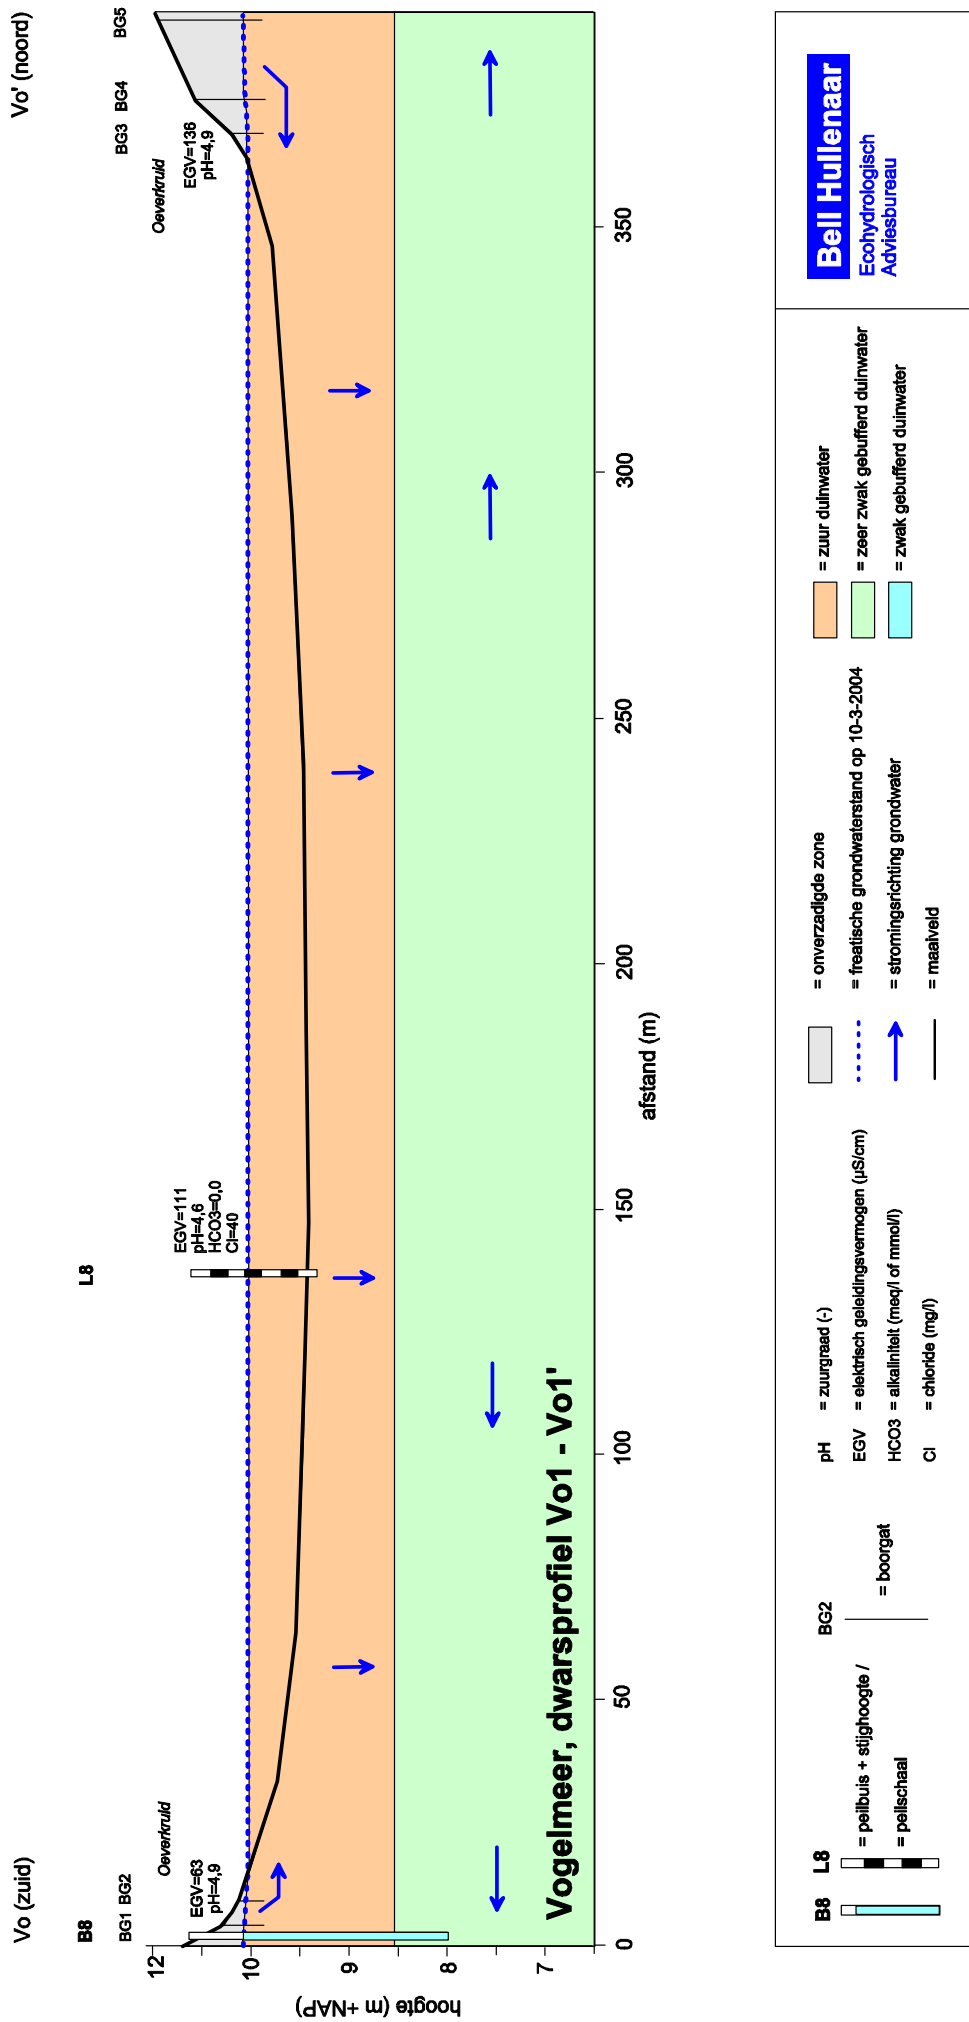 Vo (zuid)
Vo' (noord)
B8
L8
BG1 BG2
BG3
BG4
BG5
Oeverkruid
Oeverkruid
EGV=63
pH=4,9
EGV=111
pH=4,6
HCO3=0,0
Cl=40
EGV=136
pH=4,9
12
10
9
8
7
hoogte (m +NAP)
0
50
100
150
200
250
300
350
afstand (m)
Vogelmeer, dwarsprofiel Vo1 - Vo1'
B8
L8
= peilbuis + stijghoogte /
= peilschaal
BG2
= boorgat
pH = zuurgraad (-)
EGV = elektrisch geleidingsvermogen (µS/cm)
HCO3 = alkaliniteit (meq/l of mmol/l)
Cl = chloride (mg/l)
= onverzadigde zone
= freatische grondwaterstand op 10-3-2004
= stromingsrichting grondwater
= maaiveld
= zuur duinwater
= zeer zwak gebufferd duinwater
= zwak gebufferd duinwater
Bell Hullenaar
Ecohydrologisch
Adviesbureau